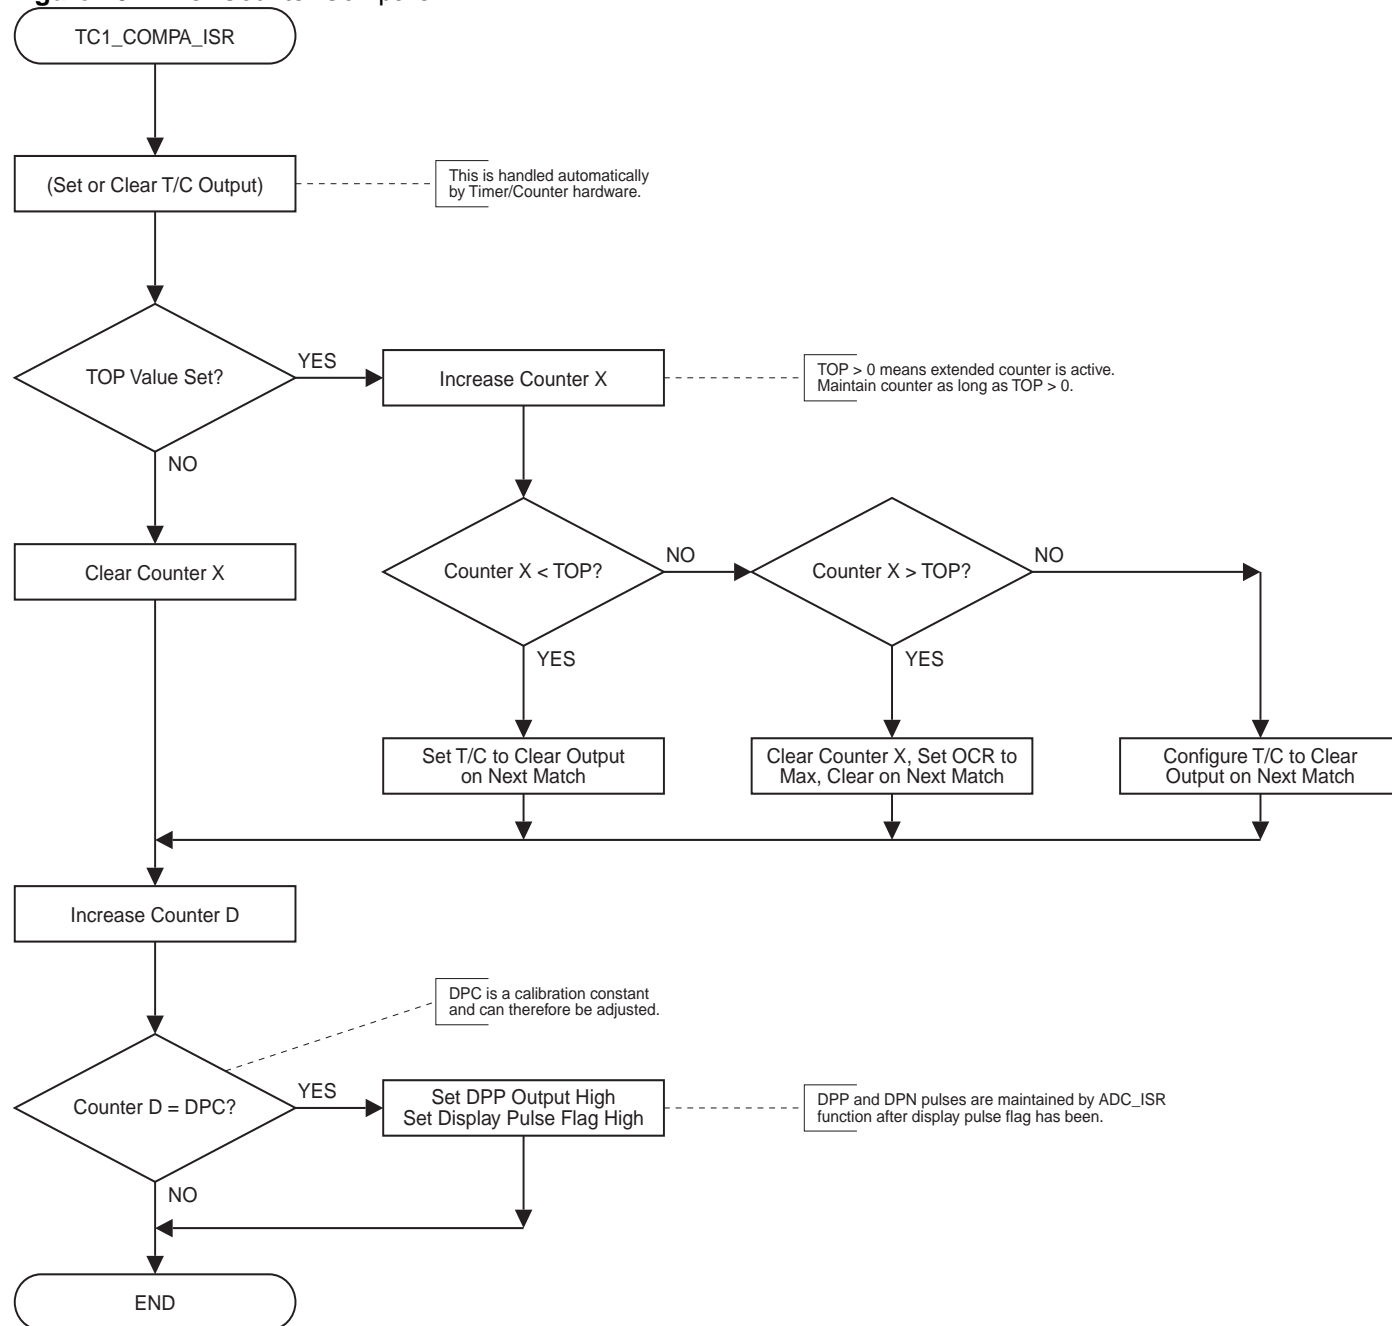 TC1_COMPA_ISR
(Set or Clear T/C Output)
This is handled automatically
by Timer/Counter hardware.
TOP Value Set?
YES
Increase Counter X
TOP > 0 means extended counter is active.
Maintain counter as long as TOP > 0.
NO
Clear Counter X
Counter X < TOP?
NO
Counter X > TOP?
NO
YES
YES
Set T/C to Clear Output
on Next Match
Clear Counter X, Set OCR to
Max, Clear on Next Match
Configure T/C to Clear
Output on Next Match
Increase Counter D
DPC is a calibration constant
and can therefore be adjusted.
Counter D = DPC?
YES
Set DPP Output High
Set Display Pulse Flag High
DPP and DPN pulses are maintained by ADC_ISR
function after display pulse flag has been.
NO
END